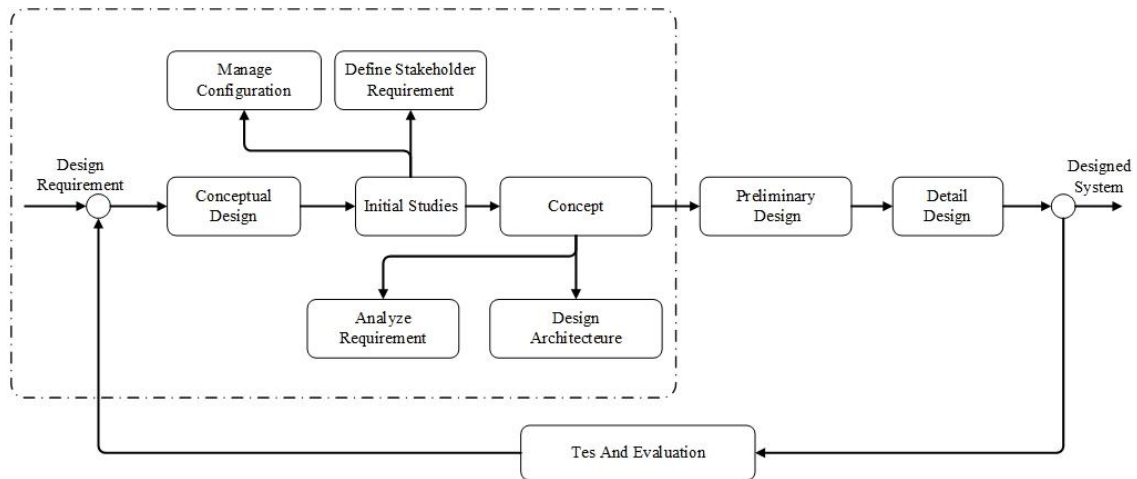 Manage
Configuration
Define Stakeholder
Requirement
Design
Requirement
Conceptual
Design
Initial Studies
Concept
Preliminary
Design
Detail
Design
Designed
System
Analyze
Requirement
Design
Architecteure
Tes And Evaluation